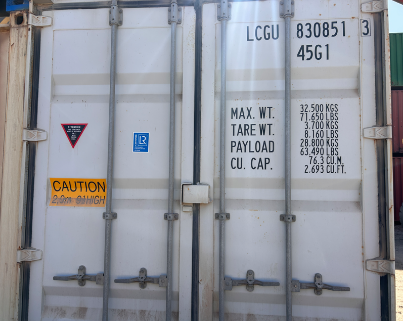 LCGU 830851 3
45G1
MAX. WT. 32.500 KGS
71.650 LBS
TARE WT. 3.700 KGS
8.160 LBS
PAYLOAD 28.800 KGS
63.490 LBS
CU. CAP. 76.3 CU.M.
2.693 CU.FT.
LR
CAUTION
HIGH